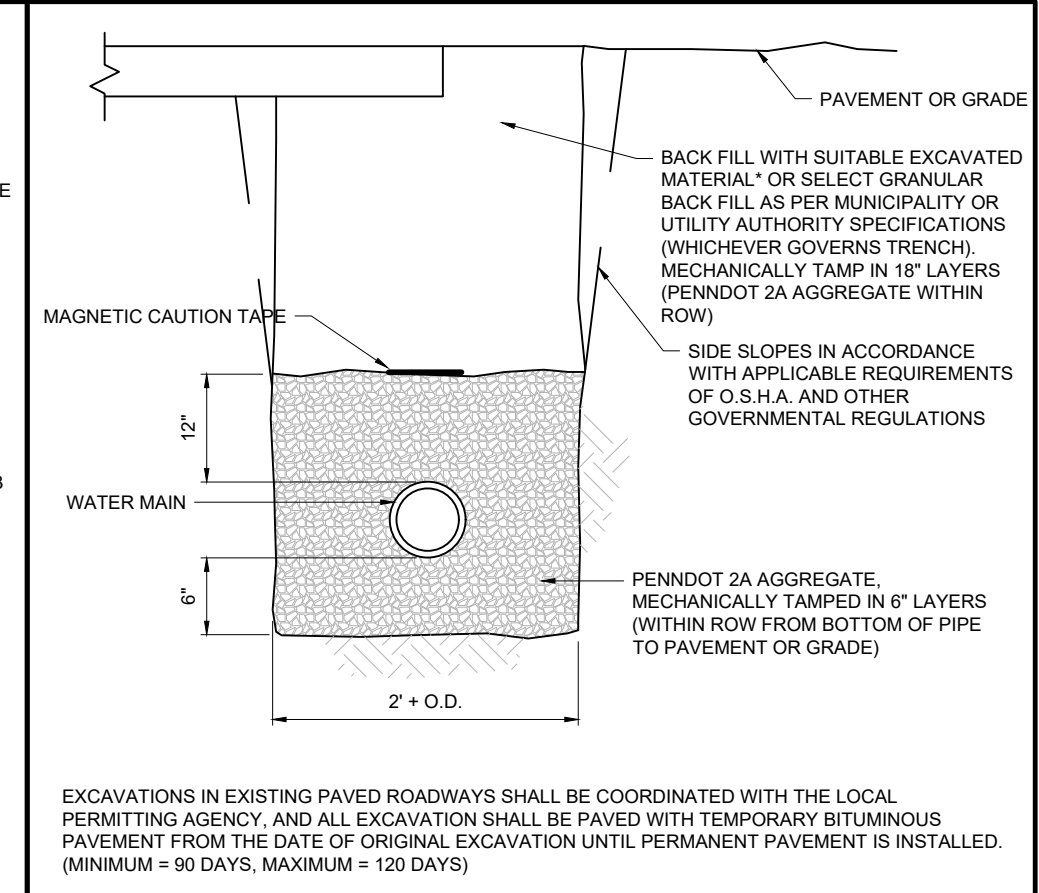 PAVEMENT OR GRADE
BACK FILL WITH SUITABLE EXCAVATED
MATERIAL* OR SELECT GRANULAR
BACK FILL AS PER MUNICIPALITY OR
UTILITY AUTHORITY SPECIFICATIONS
(WHICHEVER GOVERNS TRENCH).
MECHANICALLY TAMP IN 18" LAYERS
(PENNDOT 2A AGGREGATE WITHIN
ROW)
E
MAGNETIC CAUTION TAPE
SIDE SLOPES IN ACCORDANCE
WITH APPLICABLE REQUIREMENTS
OF O.S.H.A. AND OTHER
GOVERNMENTAL REGULATIONS
12"
B
WATER MAIN
6"
PENNDOT 2A AGGREGATE,
MECHANICALLY TAMPED IN 6" LAYERS
(WITHIN ROW FROM BOTTOM OF PIPE
TO PAVEMENT OR GRADE)
2' + O.D.
EXCAVATIONS IN EXISTING PAVED ROADWAYS SHALL BE COORDINATED WITH THE LOCAL
PERMITTING AGENCY, AND ALL EXCAVATION SHALL BE PAVED WITH TEMPORARY BITUMINOUS
PAVEMENT FROM THE DATE OF ORIGINAL EXCAVATION UNTIL PERMANENT PAVEMENT IS INSTALLED.
(MINIMUM = 90 DAYS, MAXIMUM = 120 DAYS)